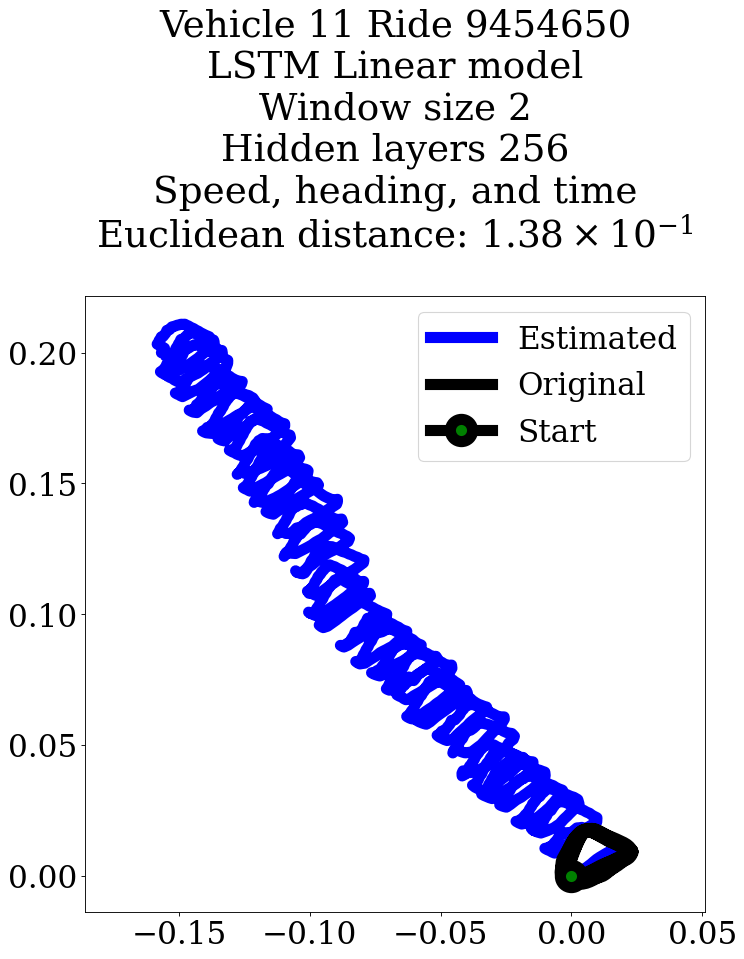 Vehicle 11 Ride 9454650
LSTM Linear model
Window size 2
Hidden layers 256
Speed, heading, and time
Euclidean distance: 1.38 × 10⁻¹
Estimated
Original
Start
0.20
0.15
0.10
0.05
0.00
−0.15 −0.10 −0.05 0.00 0.05